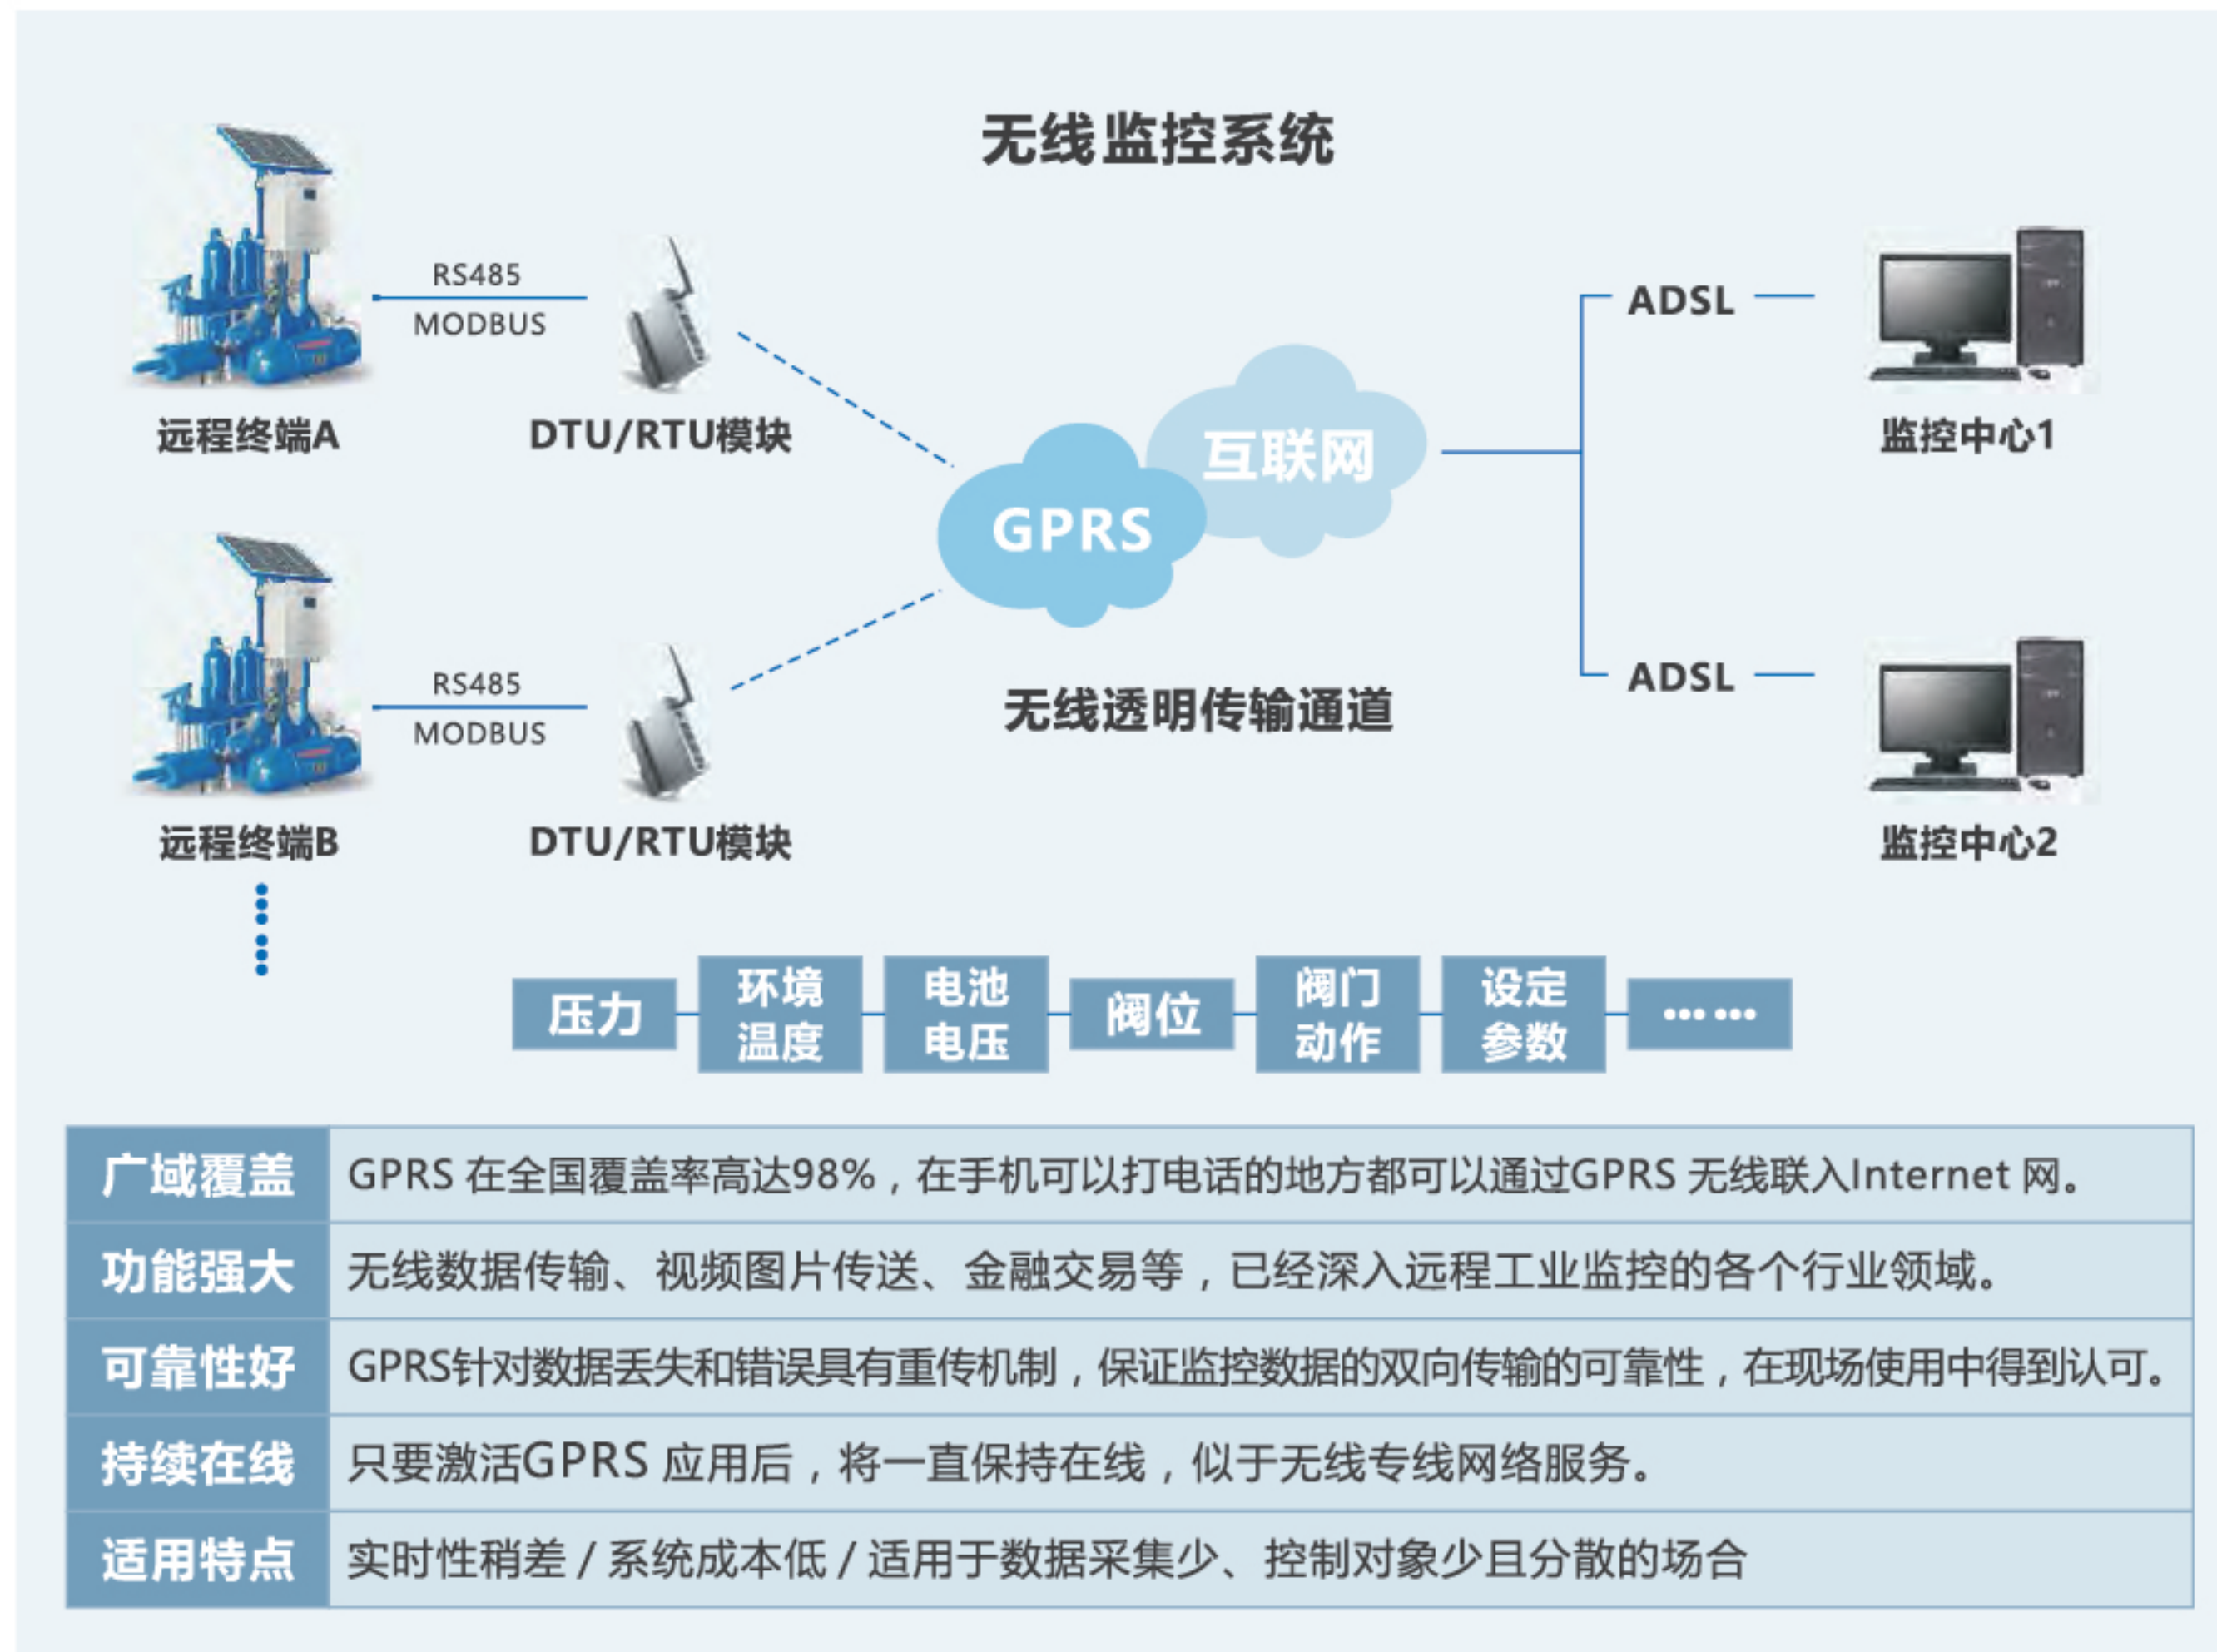 无线监控系统
RS485
MODBUS
远程终端A
DTU/RTU模块
互联网
GPRS
ADSL
监控中心1
RS485
MODBUS
远程终端B
DTU/RTU模块
无线透明传输通道
ADSL
监控中心2
压力
环境
温度
电池
电压
阀位
阀门
动作
设定
参数
••• •••
广域覆盖
GPRS 在全国覆盖率高达98%，在手机可以打电话的地方都可以通过GPRS 无线联入Internet 网。
功能强大
无线数据传输、视频图片传送、金融交易等，已经深入远程工业监控的各个行业领域。
可靠性好
GPRS针对数据丢失和错误具有重传机制，保证监控数据的双向传输的可靠性，在现场使用中得到认可。
持续在线
只要激活GPRS 应用后，将一直保持在线，似于无线专线网络服务。
适用特点
实时性稍差 / 系统成本低 / 适用于数据采集少、控制对象少且分散的场合